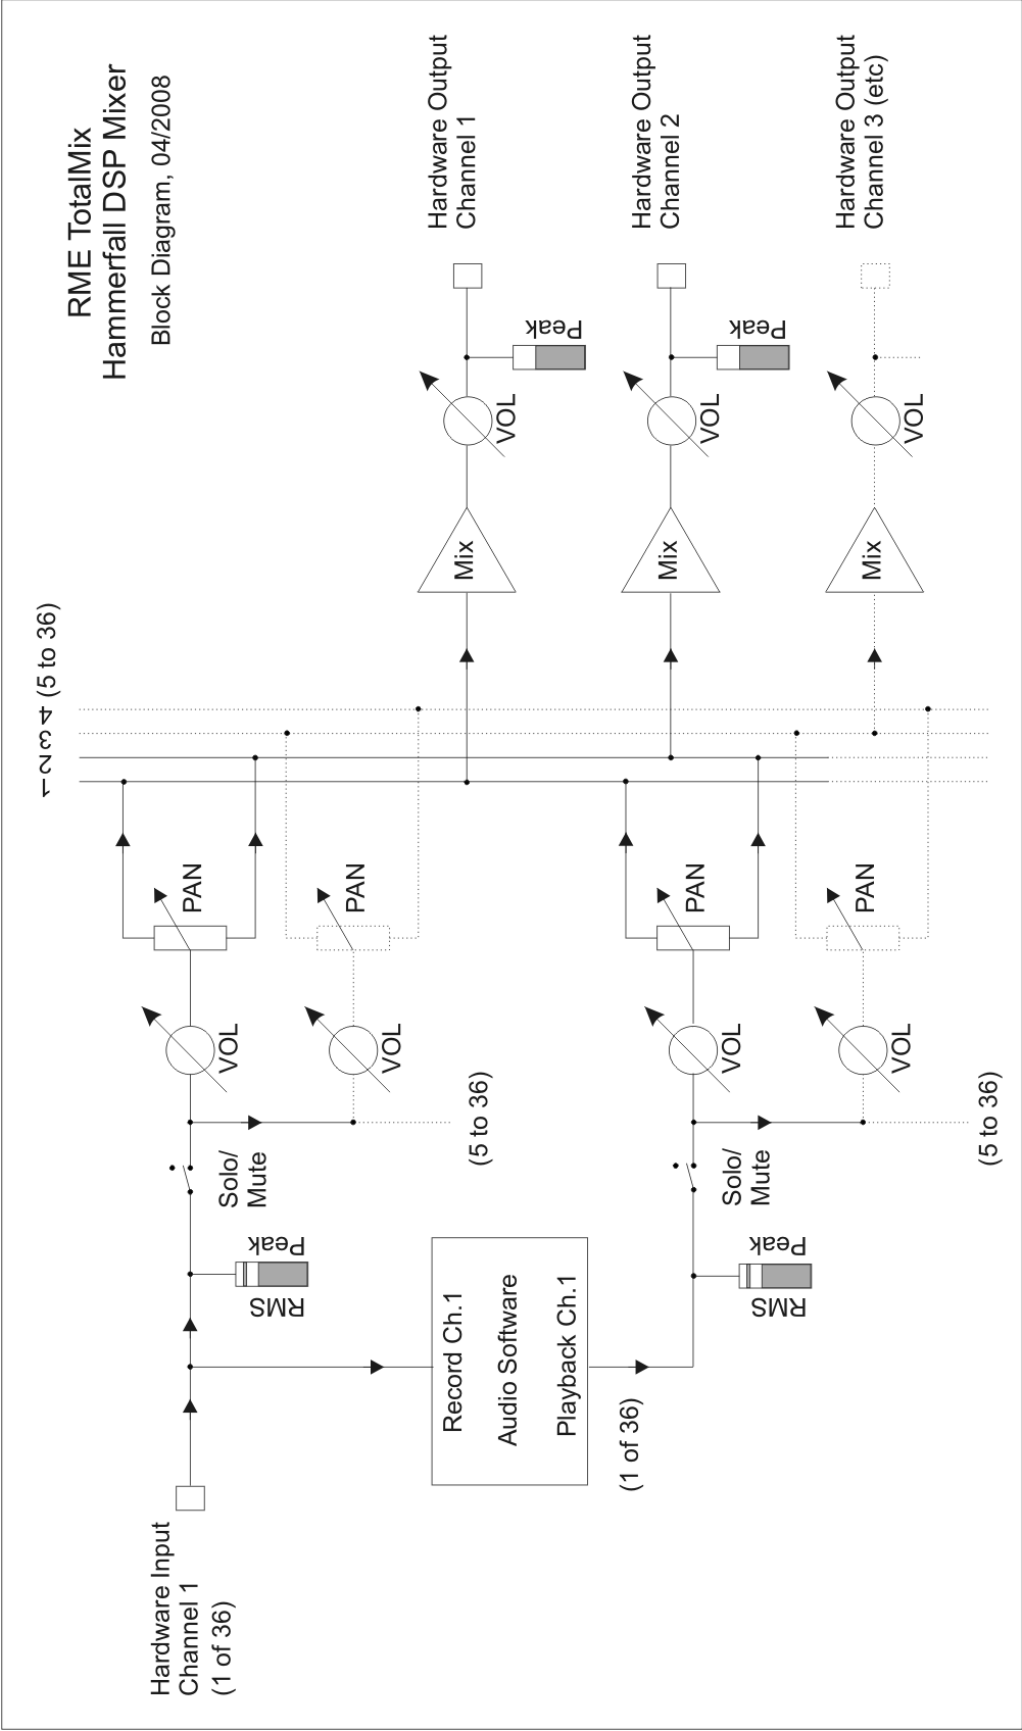 RME TotalMix
Hammerfall DSP Mixer
Block Diagram, 04/2008
Hardware Input
Channel 1
(1 of 36)
RMS
Peak
Solo/
Mute
VOL
PAN
VOL
PAN
(5 to 36)
1 2 3 4 (5 to 36)
Record Ch.1
Audio Software
Playback Ch.1
(1 of 36)
RMS
Peak
Solo/
Mute
VOL
PAN
VOL
PAN
(5 to 36)
Mix
VOL
Peak
Hardware Output
Channel 1
Mix
VOL
Peak
Hardware Output
Channel 2
Mix
VOL
Hardware Output
Channel 3 (etc)